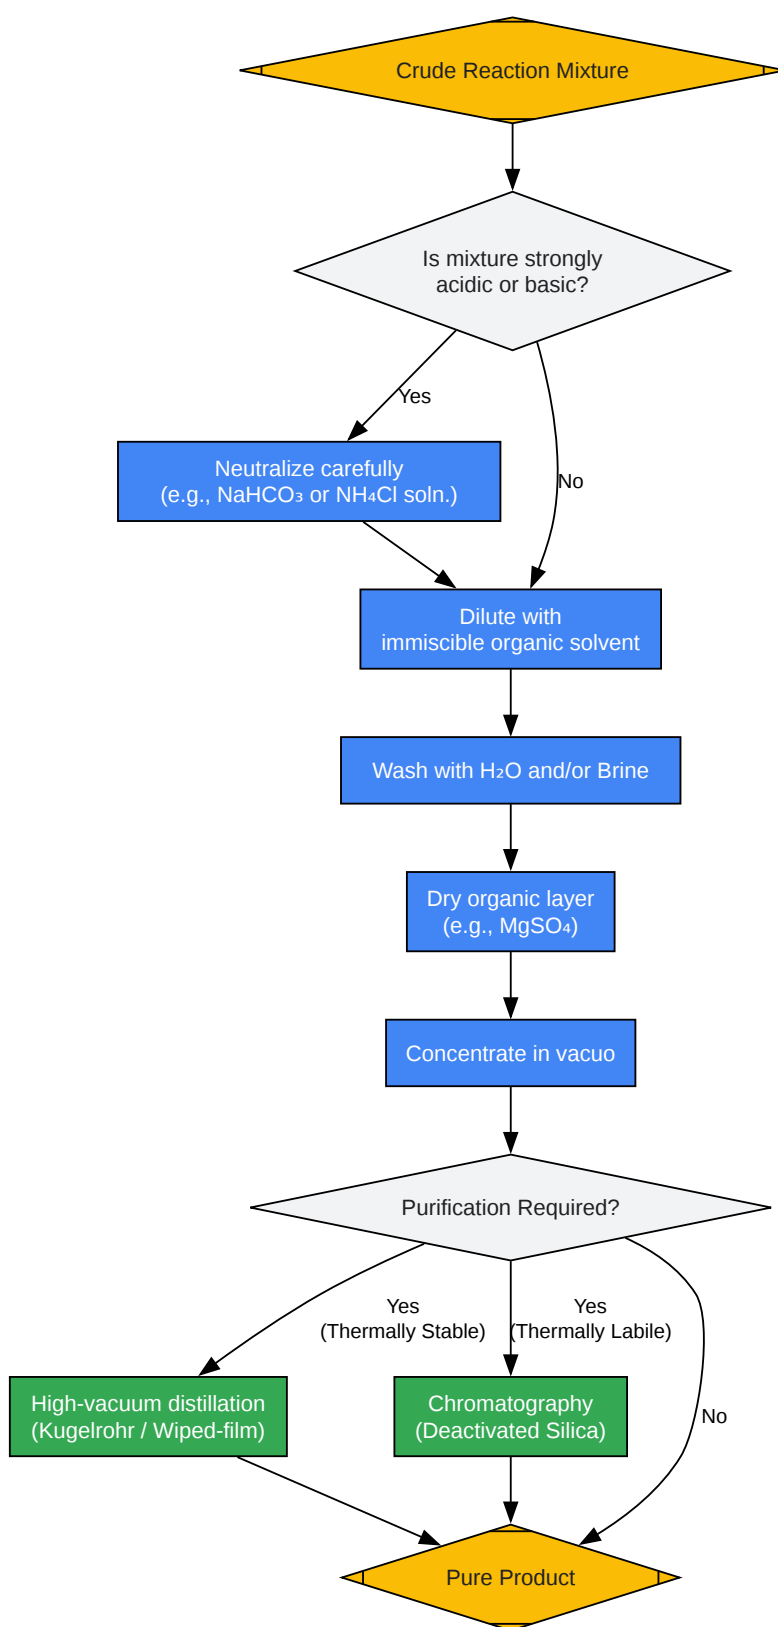 Crude Reaction Mixture
Is mixture strongly
acidic or basic?
Yes
Neutralize carefully
(e.g., NaHCO₃ or NH₄Cl soln.)
No
Dilute with
immiscible organic solvent
Wash with H₂O and/or Brine
Dry organic layer
(e.g., MgSO₄)
Concentrate in vacuo
Purification Required?
Yes
(Thermally Stable)
Yes
(Thermally Labile)
High-vacuum distillation
(Kugelrohr / Wiped-film)
Chromatography
(Deactivated Silica)
No
Pure Product